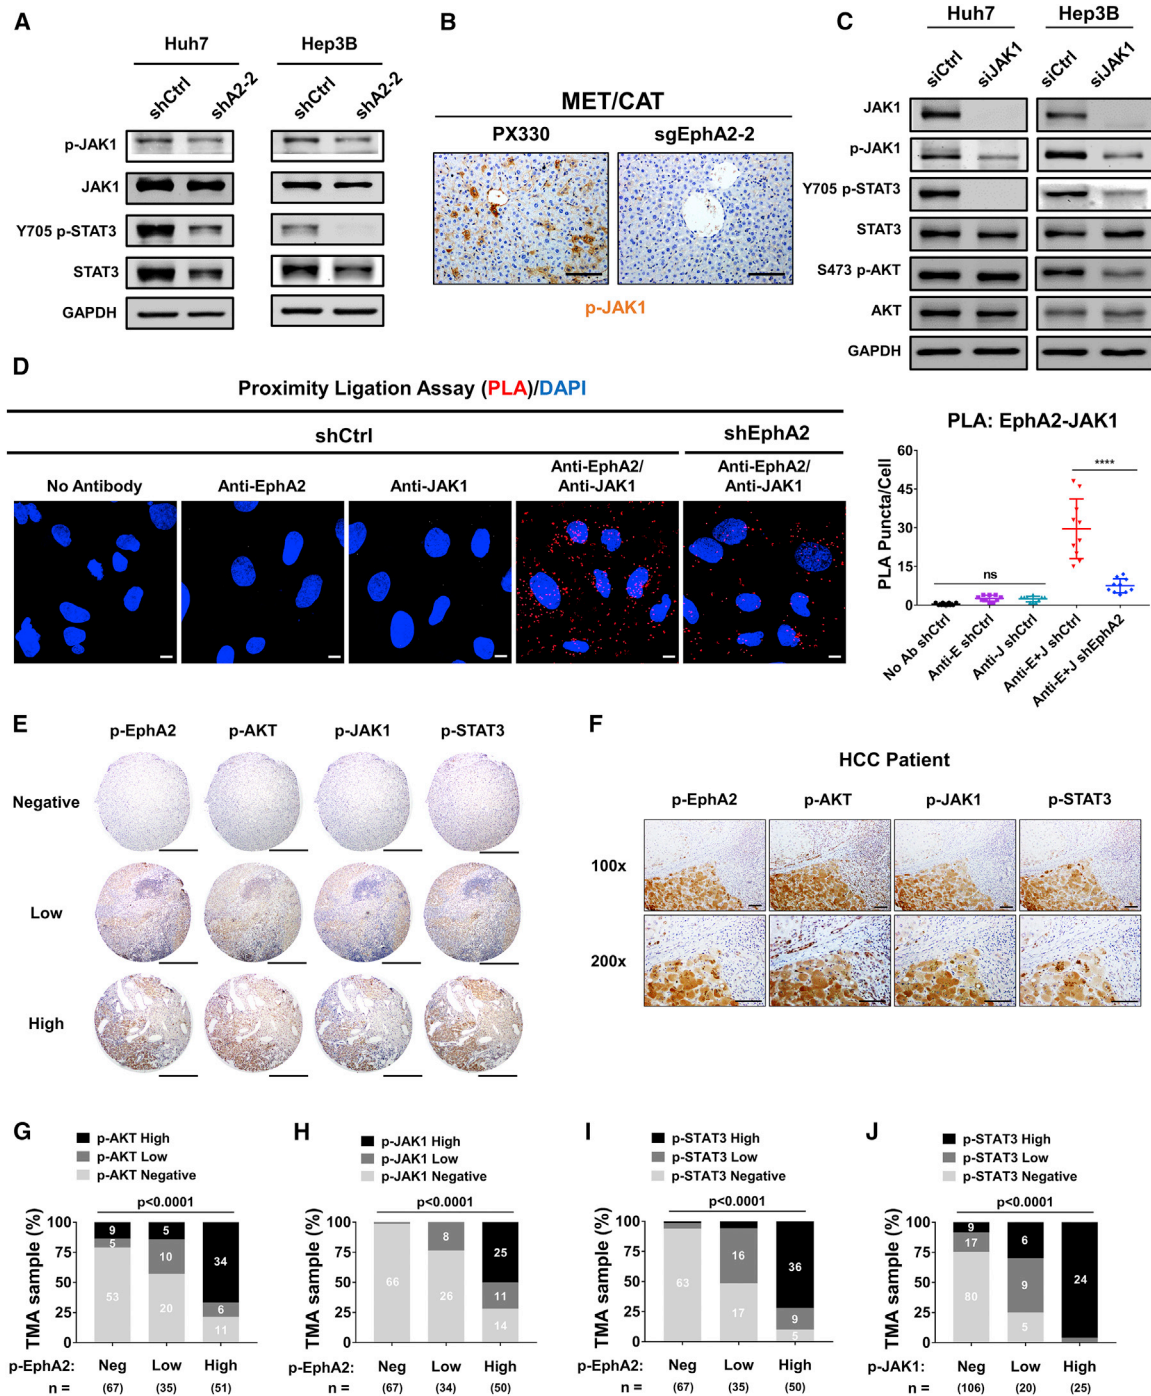 A
Huh7
Hep3B
shCtrl
shA2-2
shCtrl
shA2-2
p-JAK1
JAK1
Y705 p-STAT3
STAT3
GAPDH
B
MET/CAT
PX330
sgEphA2-2
p-JAK1
C
Huh7
Hep3B
siCtrl
siJAK1
siCtrl
siJAK1
JAK1
p-JAK1
Y705 p-STAT3
STAT3
S473 p-AKT
AKT
GAPDH
D
Proximity Ligation Assay (PLA)/DAPI
shCtrl
shEphA2
No Antibody
Anti-EphA2
Anti-JAK1
Anti-EphA2/
Anti-JAK1
Anti-EphA2/
Anti-JAK1
PLA: EphA2-JAK1
PLA Puncta/Cell
60
45
30
15
0
ns
****
No Ab shCtrl
Anti-E shCtrl
Anti-J shCtrl
Anti-E+J shCtrl
Anti-E+J shEphA2
E
p-EphA2
p-AKT
p-JAK1
p-STAT3
Negative
Low
High
F
HCC Patient
p-EphA2
p-AKT
p-JAK1
p-STAT3
100x
200x
G
p-AKT High
p-AKT Low
p-AKT Negative
p<0.0001
TMA sample (%)
100
75
50
25
0
9
5
53
5
10
20
34
6
11
p-EphA2: Neg Low High
n = (67) (35) (51)
H
p-JAK1 High
p-JAK1 Low
p-JAK1 Negative
p<0.0001
TMA sample (%)
100
75
50
25
0
66
8
26
25
11
14
p-EphA2: Neg Low High
n = (67) (34) (50)
I
p-STAT3 High
p-STAT3 Low
p-STAT3 Negative
p<0.0001
TMA sample (%)
100
75
50
25
0
63
16
17
36
9
5
p-EphA2: Neg Low High
n = (67) (35) (50)
J
p-STAT3 High
p-STAT3 Low
p-STAT3 Negative
p<0.0001
TMA sample (%)
100
75
50
25
0
9
17
80
6
9
5
24
p-JAK1: Neg Low High
n = (106) (20) (25)